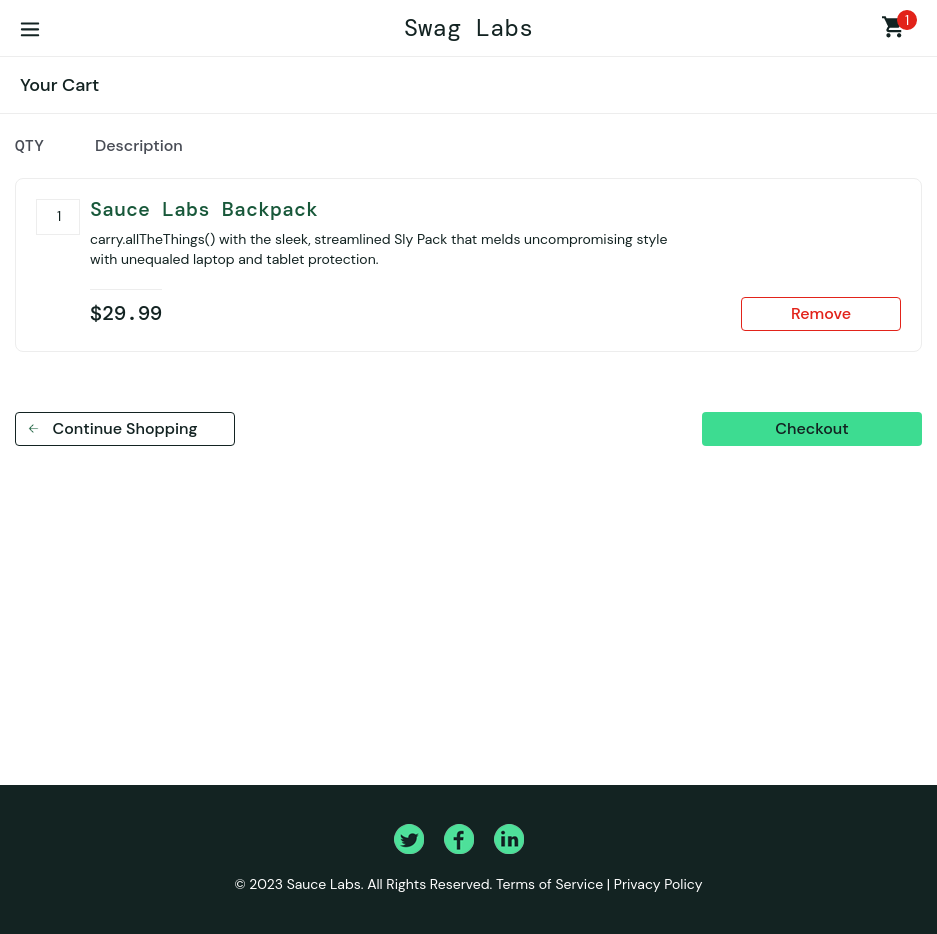 Swag Labs
1
Your Cart
QTY
Description
1
Sauce Labs Backpack
carry.allTheThings() with the sleek, streamlined Sly Pack that melds uncompromising style
with unequaled laptop and tablet protection.
$29.99
Remove
Continue Shopping
Checkout
© 2023 Sauce Labs. All Rights Reserved. Terms of Service | Privacy Policy